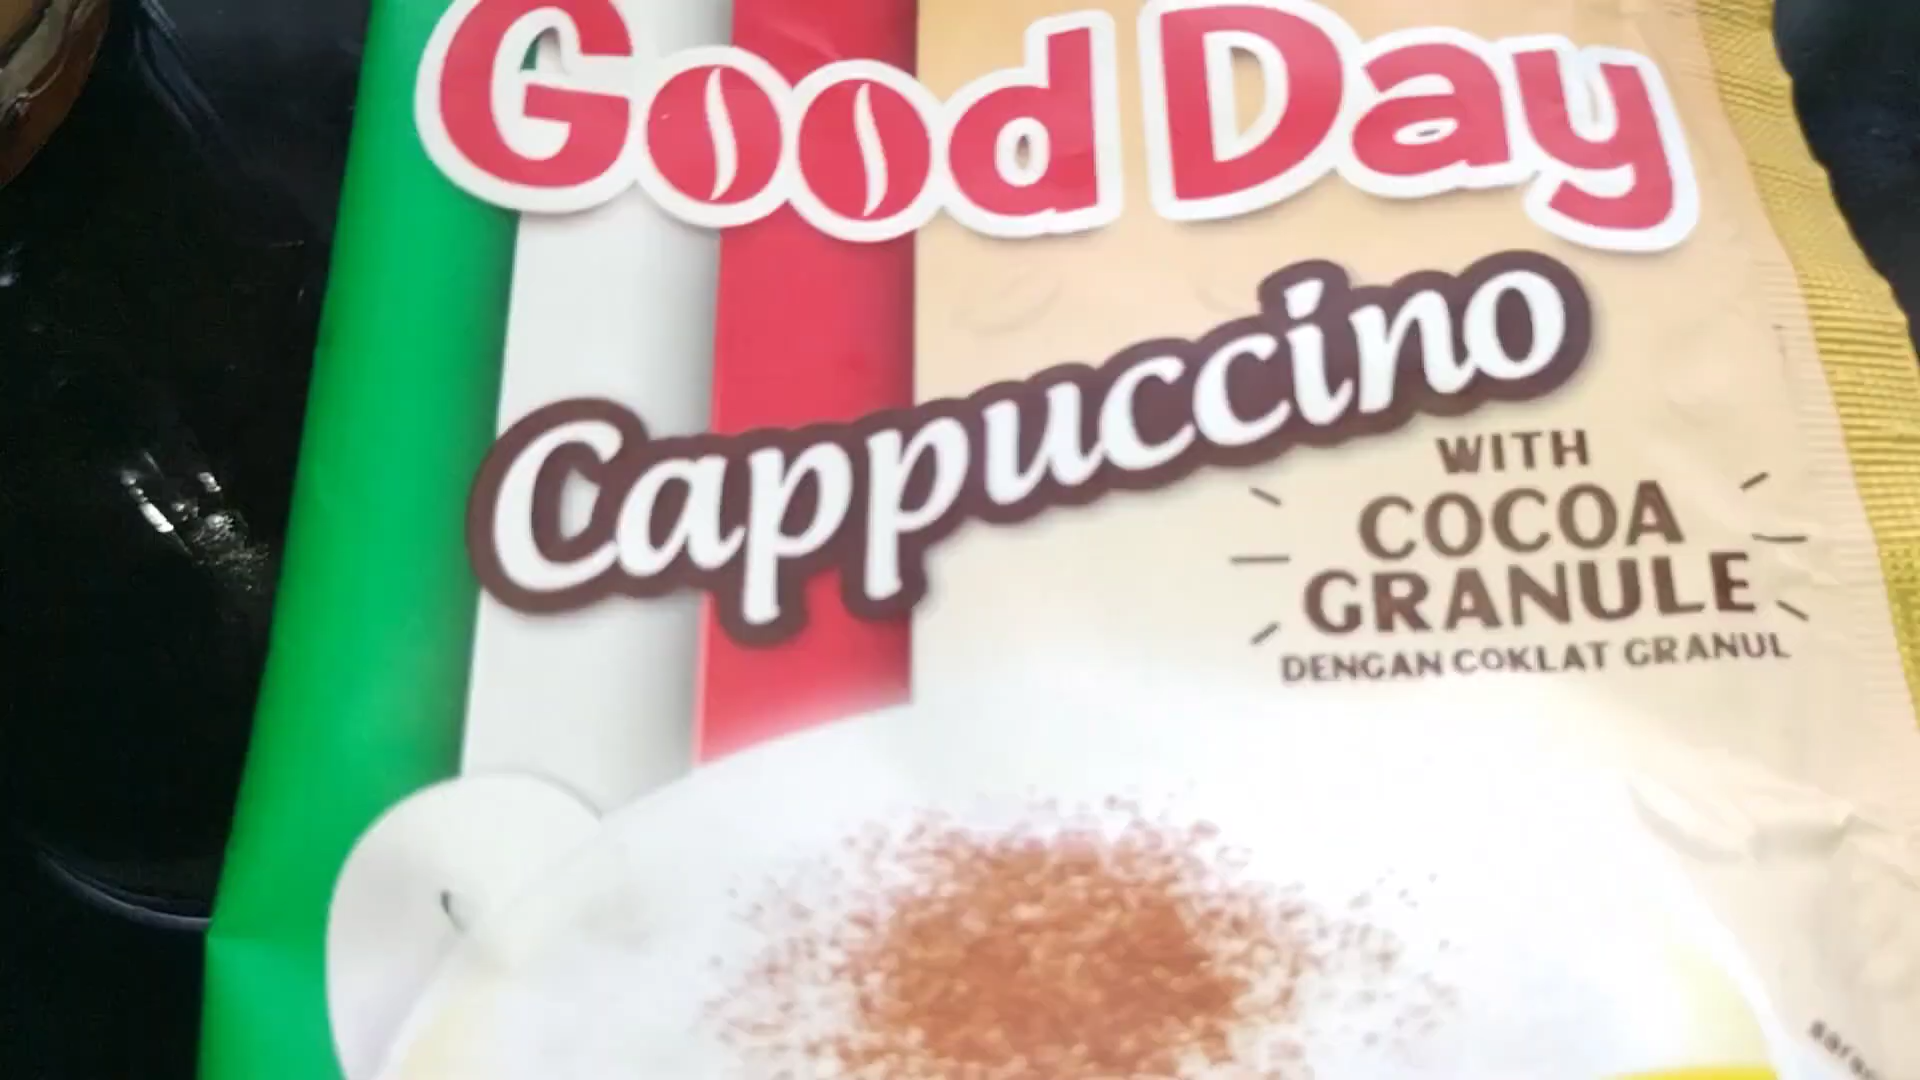 Good Day
Cappuccino
WITH
COCOA
GRANULE
DENGAN COKLAT GRANUL